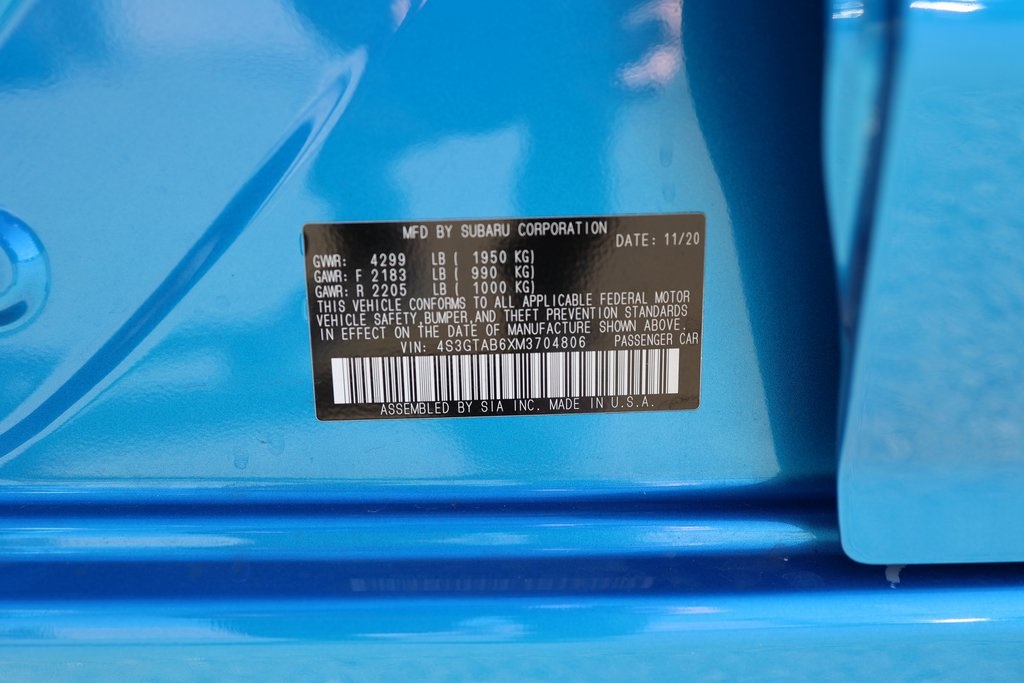 MFD BY SUBARU CORPORATION
DATE: 11/20
GVWR: 4299 LB ( 1950 KG)
GAWR: F 2183 LB ( 990 KG)
GAWR: R 2205 LB ( 1000 KG)
THIS VEHICLE CONFORMS TO ALL APPLICABLE FEDERAL MOTOR
VEHICLE SAFETY,BUMPER,AND THEFT PREVENTION STANDARDS
IN EFFECT ON THE DATE OF MANUFACTURE SHOWN ABOVE.
VIN: 4S3GTAB6XM3704806 PASSENGER CAR
ASSEMBLED BY SIA INC. MADE IN U.S.A.